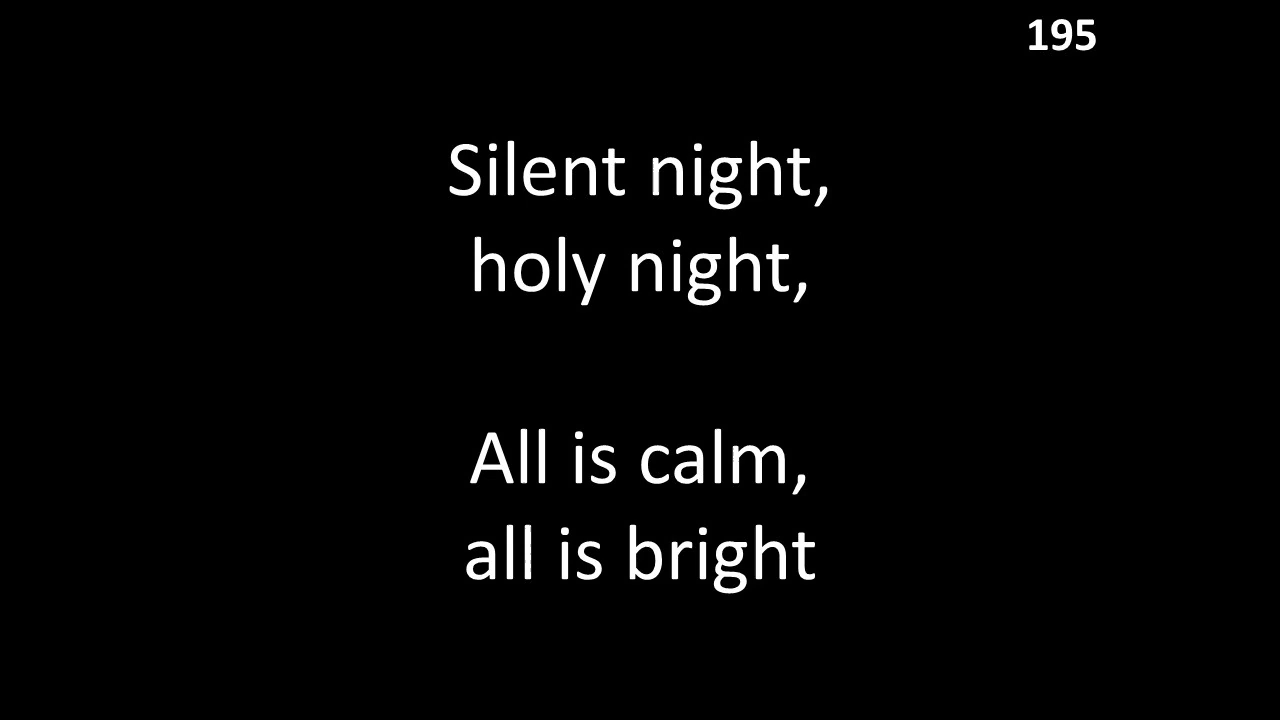 195
Silent night,
holy night,
All is calm,
all is bright